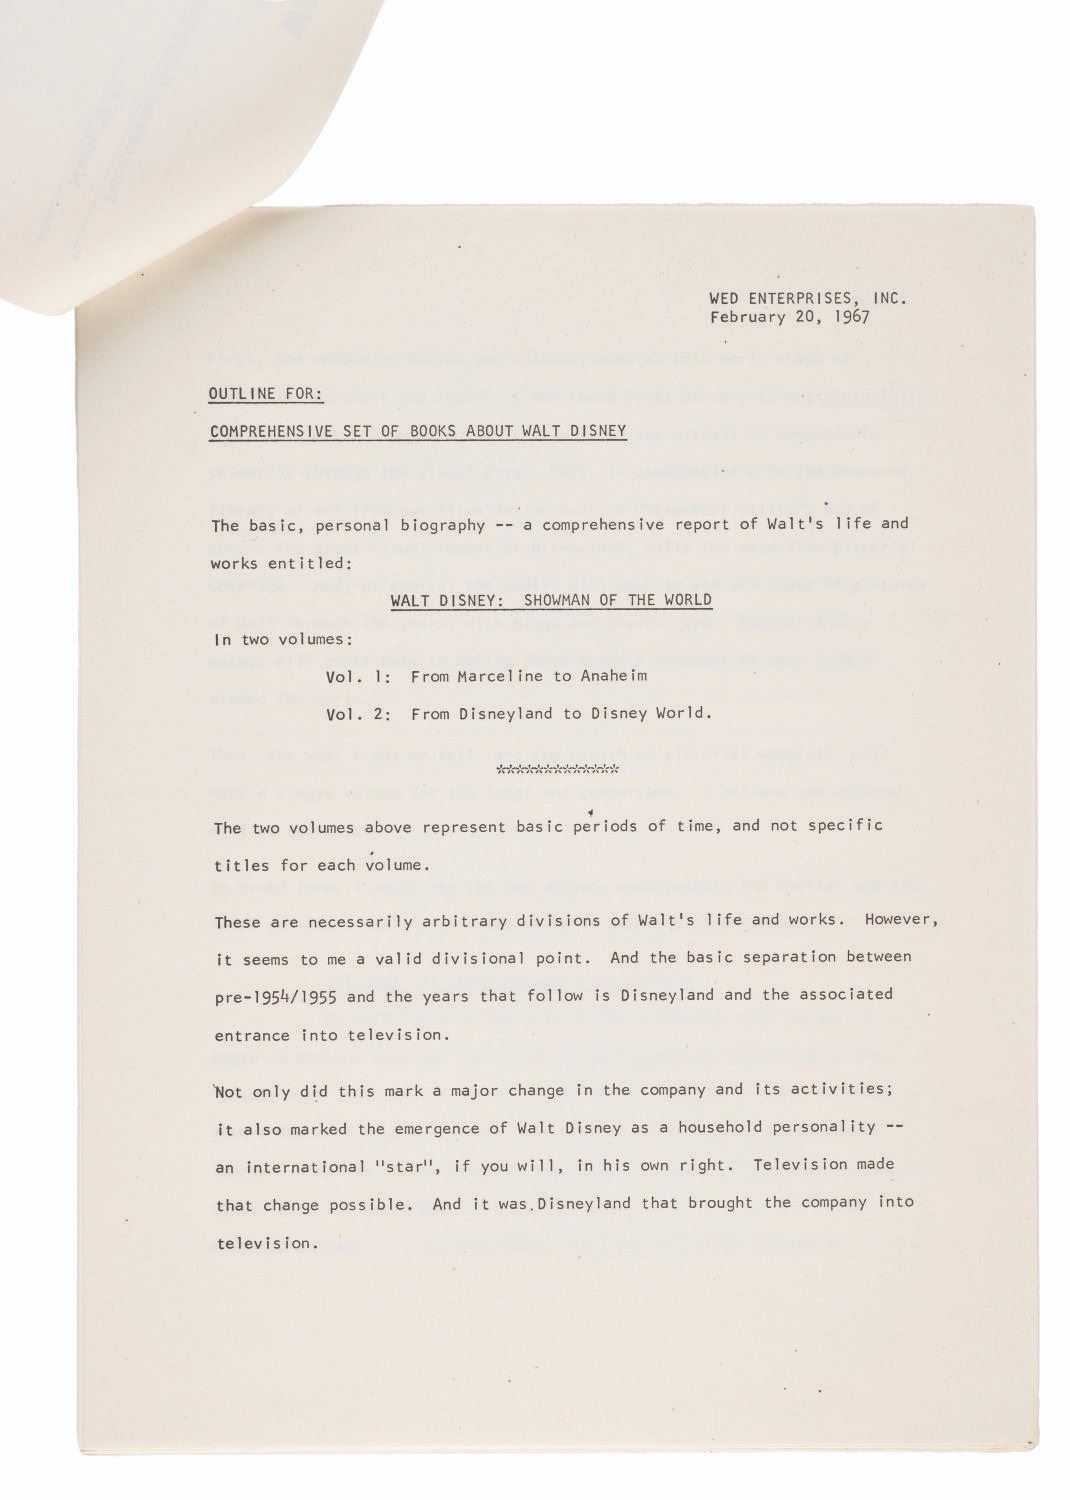 WED ENTERPRISES, INC.
February 20, 1967
OUTLINE FOR:
COMPREHENSIVE SET OF BOOKS ABOUT WALT DISNEY
The basic, personal biography -- a comprehensive report of Walt's life and
works entitled:
WALT DISNEY: SHOWMAN OF THE WORLD
In two volumes:
Vol. 1: From Marceline to Anaheim
Vol. 2: From Disneyland to Disney World.
*************
The two volumes above represent basic periods of time, and not specific
titles for each volume.
These are necessarily arbitrary divisions of Walt's life and works. However,
it seems to me a valid divisional point. And the basic separation between
pre-1954/1955 and the years that follow is Disneyland and the associated
entrance into television.
Not only did this mark a major change in the company and its activities;
it also marked the emergence of Walt Disney as a household personality --
an international "star", if you will, in his own right. Television made
that change possible. And it was Disneyland that brought the company into
television.